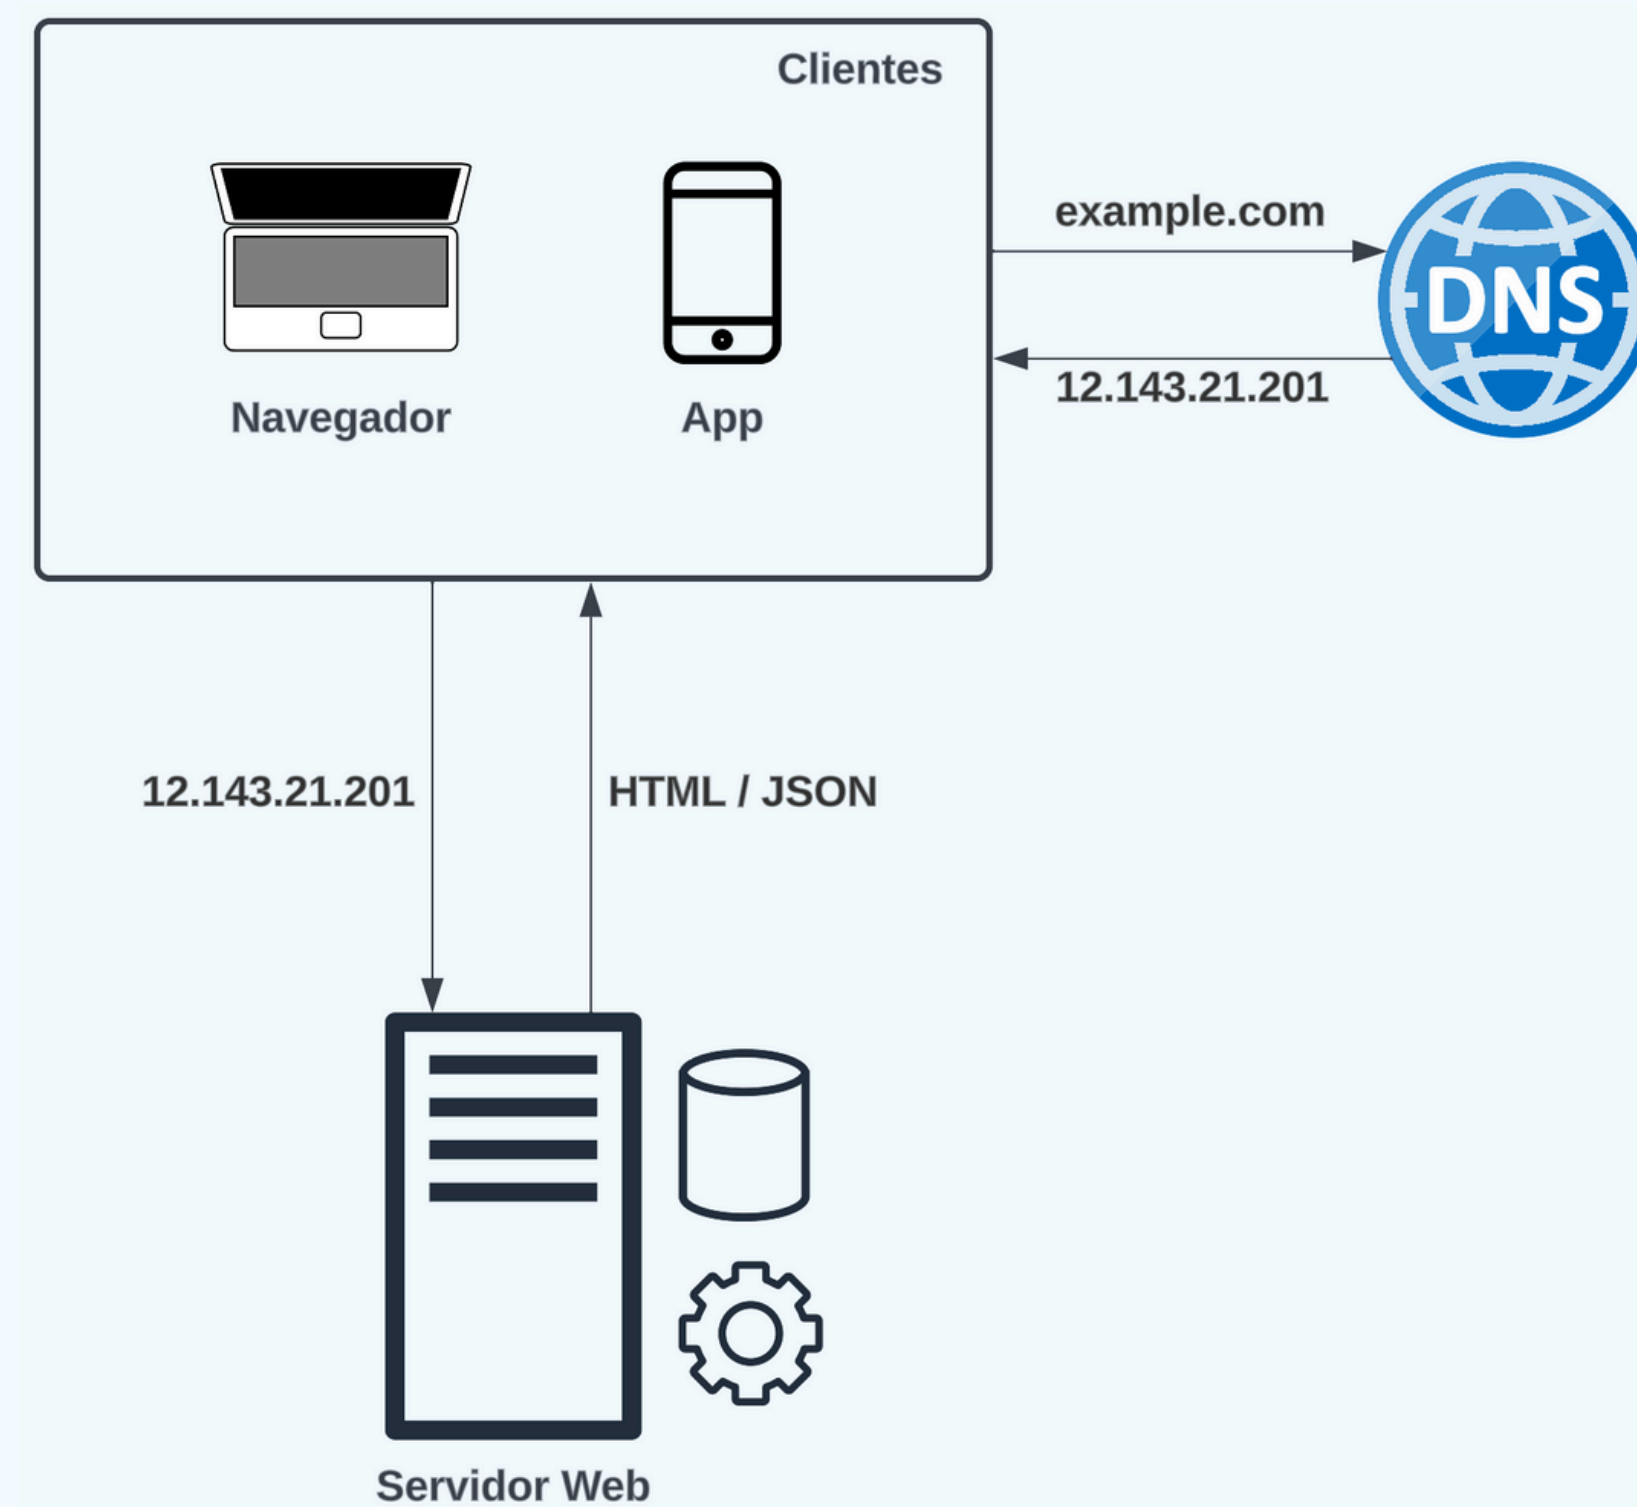 Clientes
Navegador
App
example.com
DNS
12.143.21.201
12.143.21.201
HTML / JSON
Servidor Web